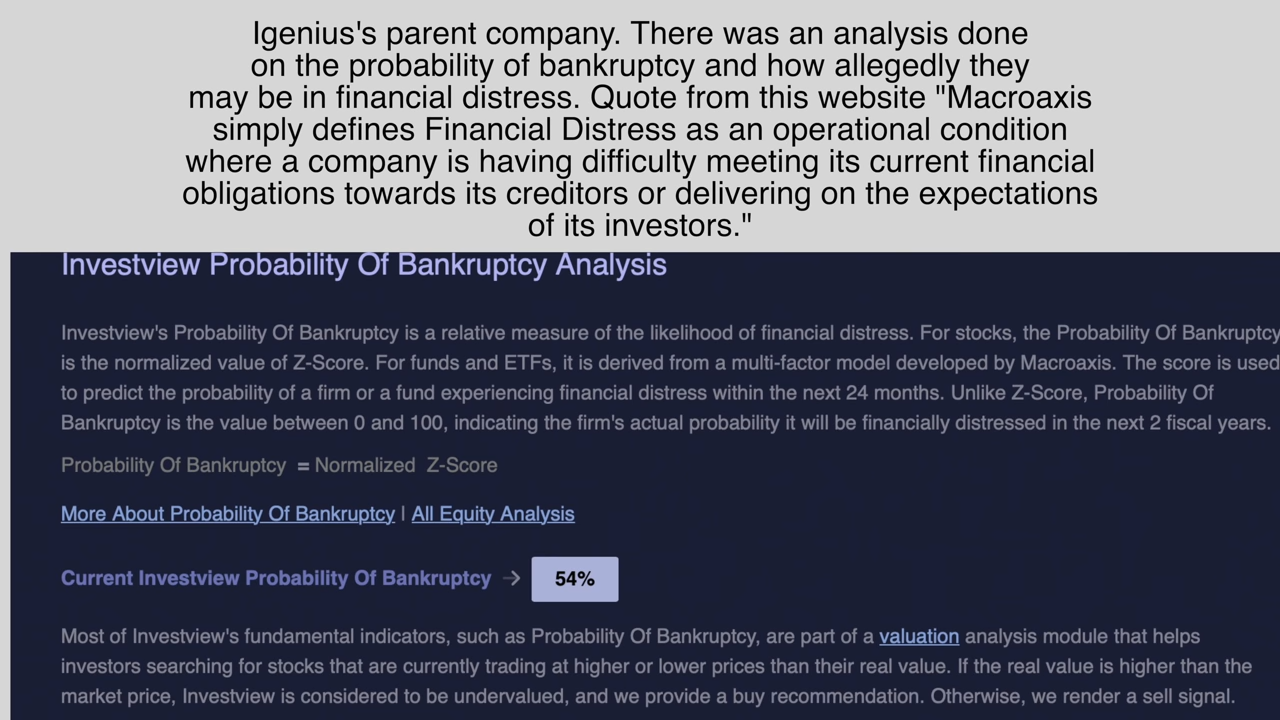 Igenius's parent company. There was an analysis done
on the probability of bankruptcy and how allegedly they
may be in financial distress. Quote from this website "Macroaxis
simply defines Financial Distress as an operational condition
where a company is having difficulty meeting its current financial
obligations towards its creditors or delivering on the expectations
of its investors."
Investview Probability Of Bankruptcy Analysis
Investview's Probability Of Bankruptcy is a relative measure of the likelihood of financial distress. For stocks, the Probability Of Bankruptcy
is the normalized value of Z-Score. For funds and ETFs, it is derived from a multi-factor model developed by Macroaxis. The score is used
to predict the probability of a firm or a fund experiencing financial distress within the next 24 months. Unlike Z-Score, Probability Of
Bankruptcy is the value between 0 and 100, indicating the firm's actual probability it will be financially distressed in the next 2 fiscal years.
Probability Of Bankruptcy = Normalized Z-Score
More About Probability Of Bankruptcy | All Equity Analysis
Current Investview Probability Of Bankruptcy → 54%
Most of Investview's fundamental indicators, such as Probability Of Bankruptcy, are part of a valuation analysis module that helps
investors searching for stocks that are currently trading at higher or lower prices than their real value. If the real value is higher than the
market price, Investview is considered to be undervalued, and we provide a buy recommendation. Otherwise, we render a sell signal.